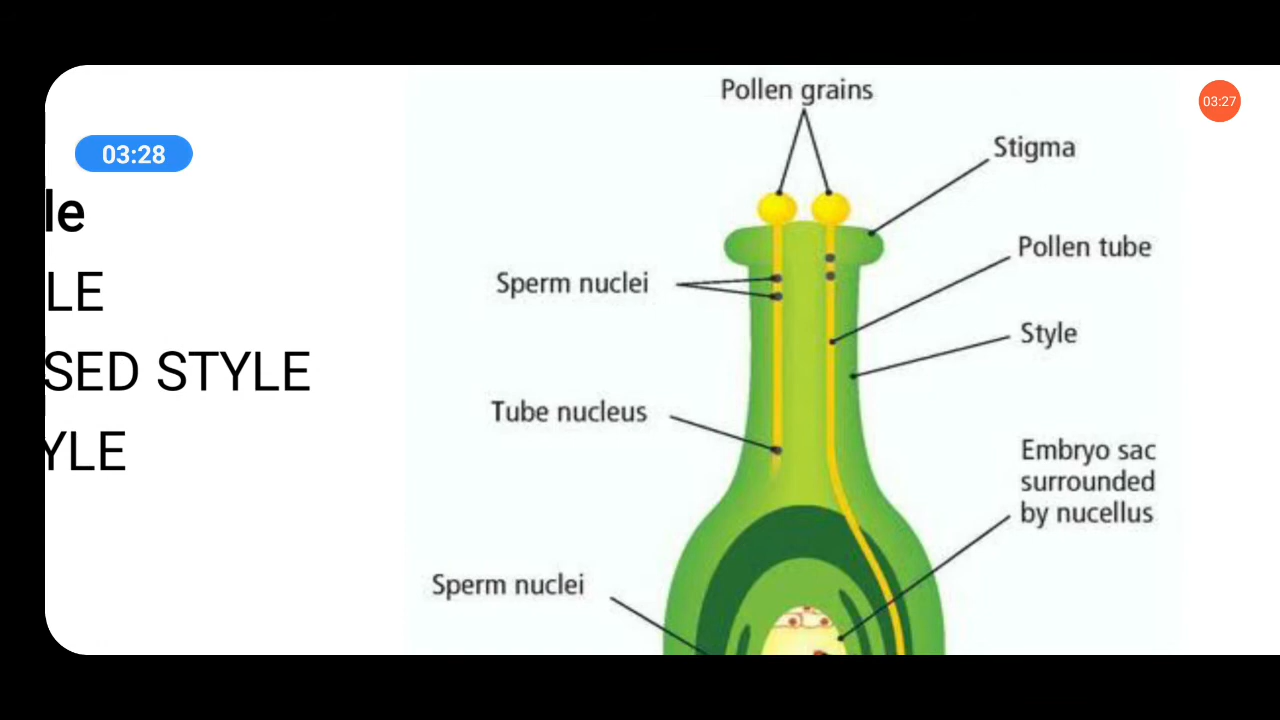 Pollen grains
03:27
Stigma
03:28
le
LE
SED STYLE
YLE
Pollen tube
Sperm nuclei
Style
Tube nucleus
Embryo sac
surrounded
by nucellus
Sperm nuclei